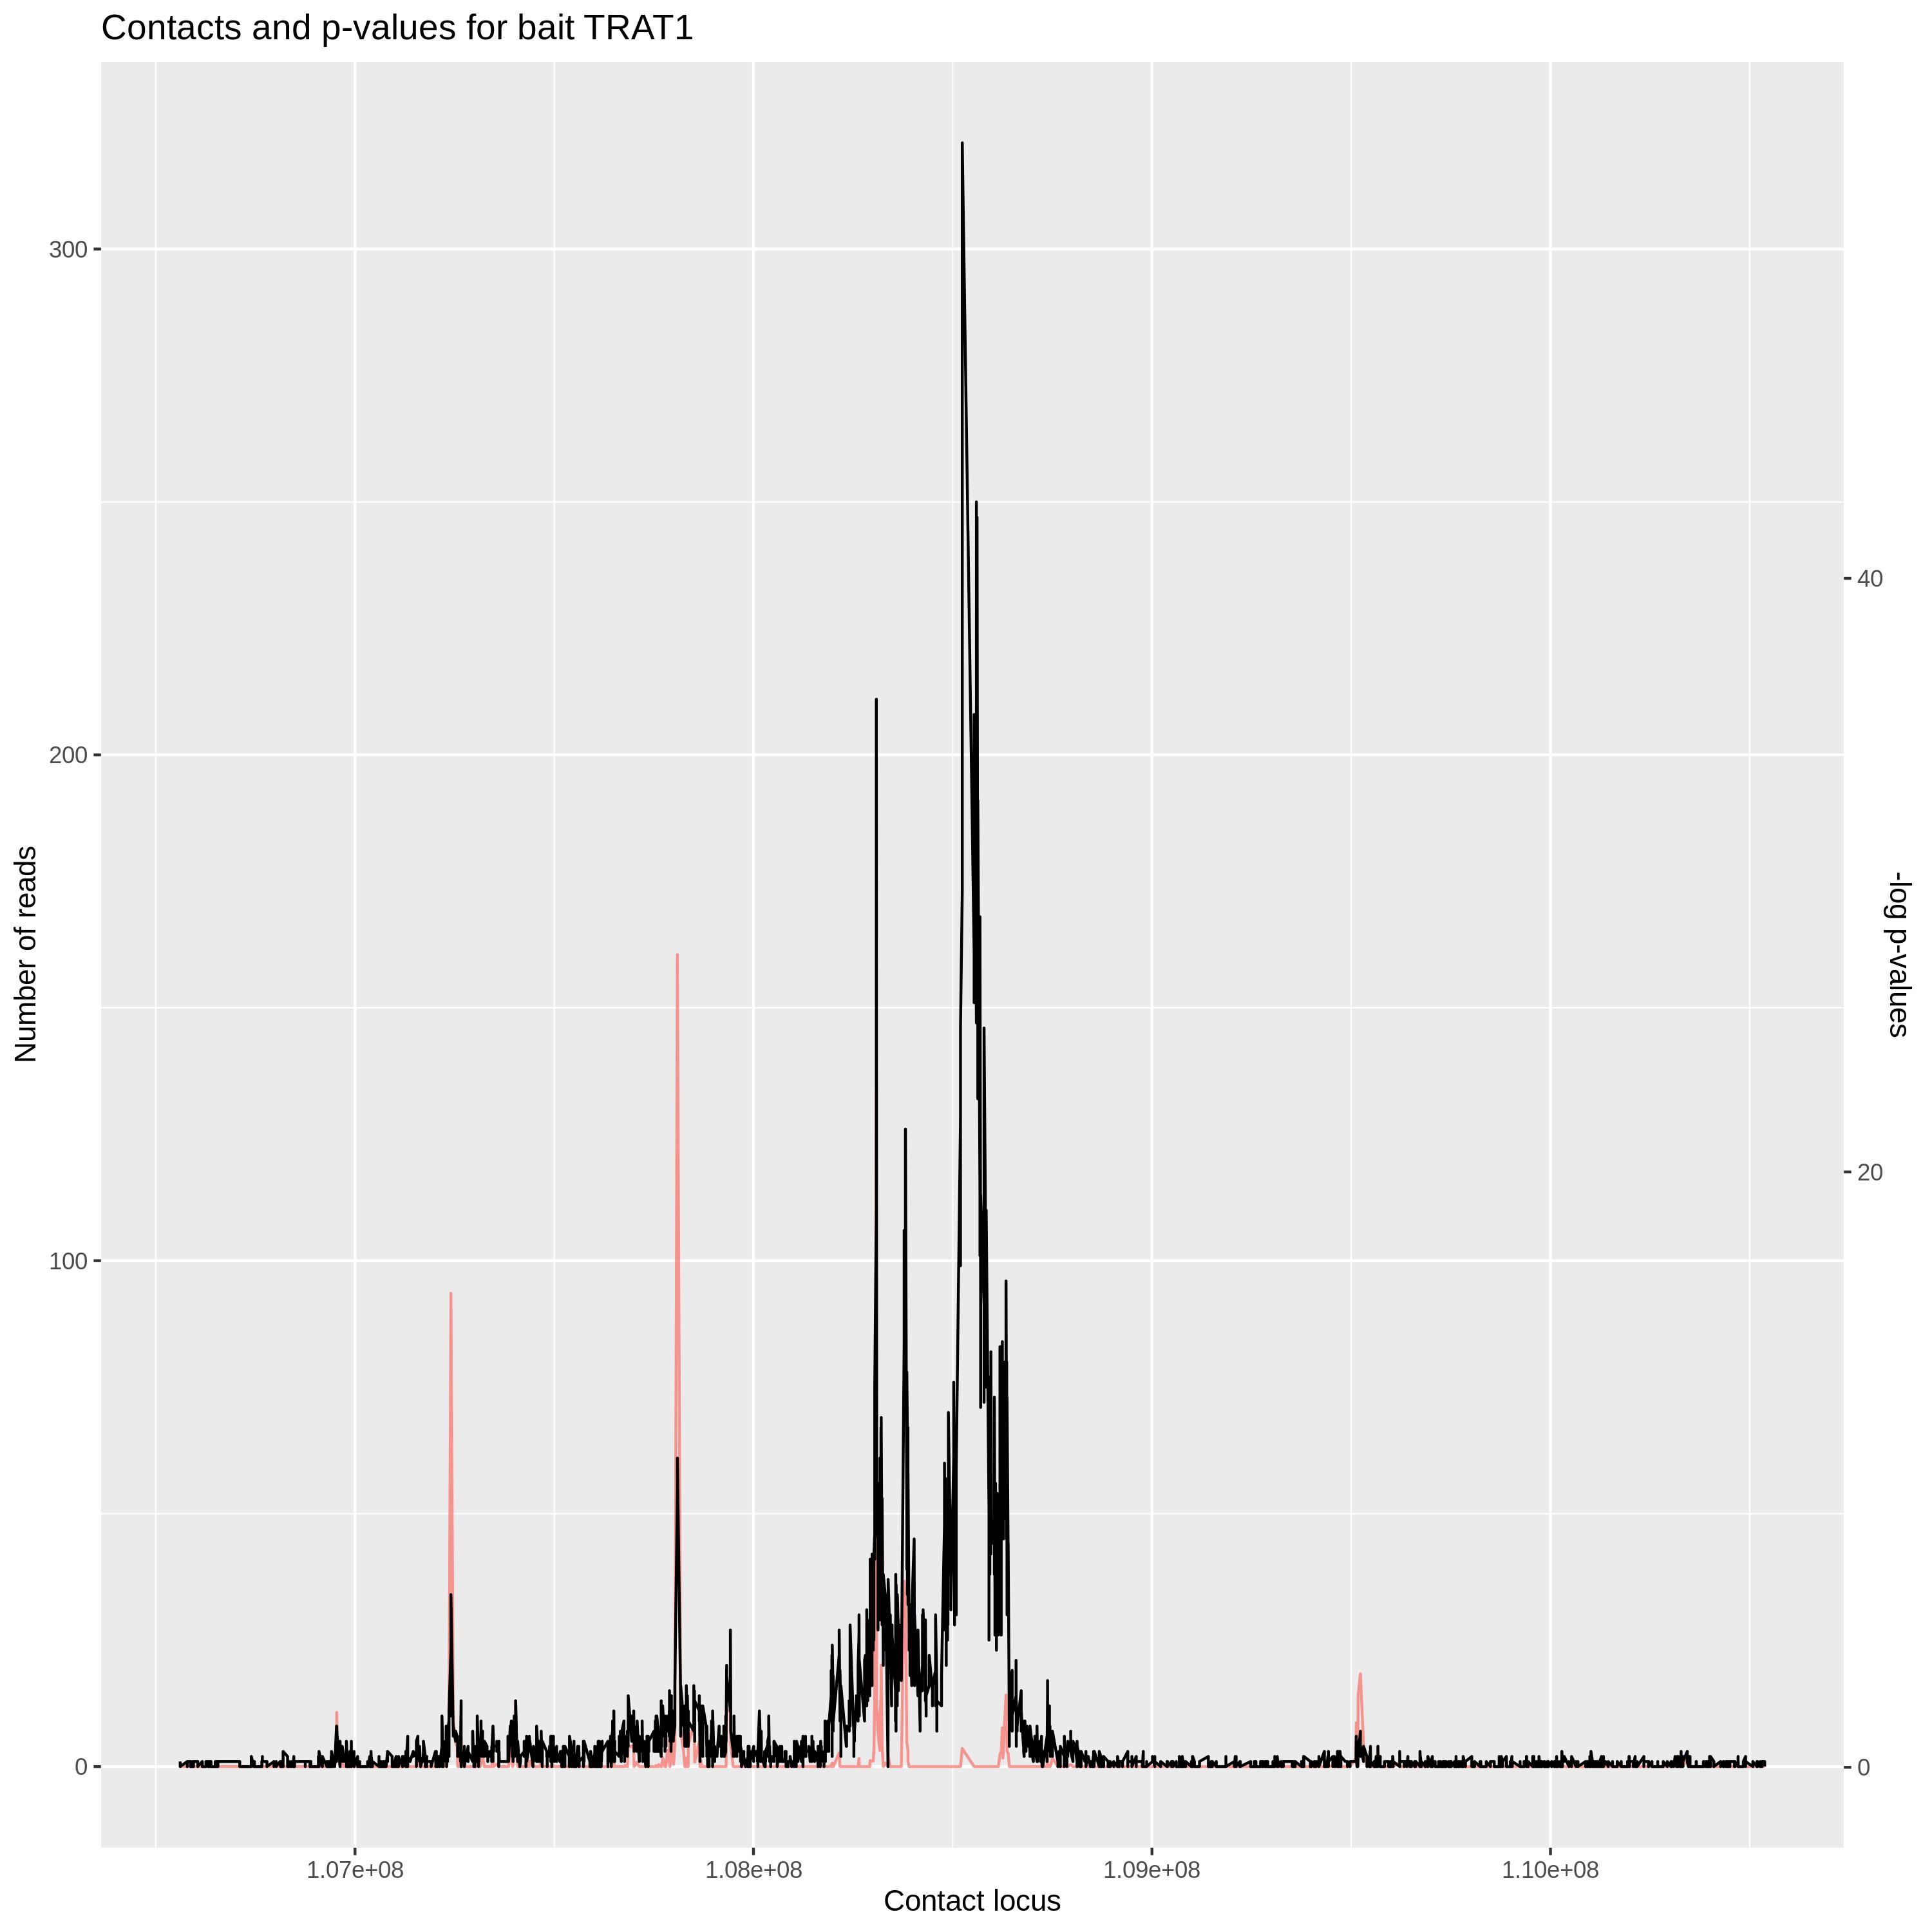 Contacts and p-values for bait TRAT1
300
200
100
0
Number of reads
40
20
0
-log p-values
1.07e+08
1.08e+08
1.09e+08
1.10e+08
Contact locus